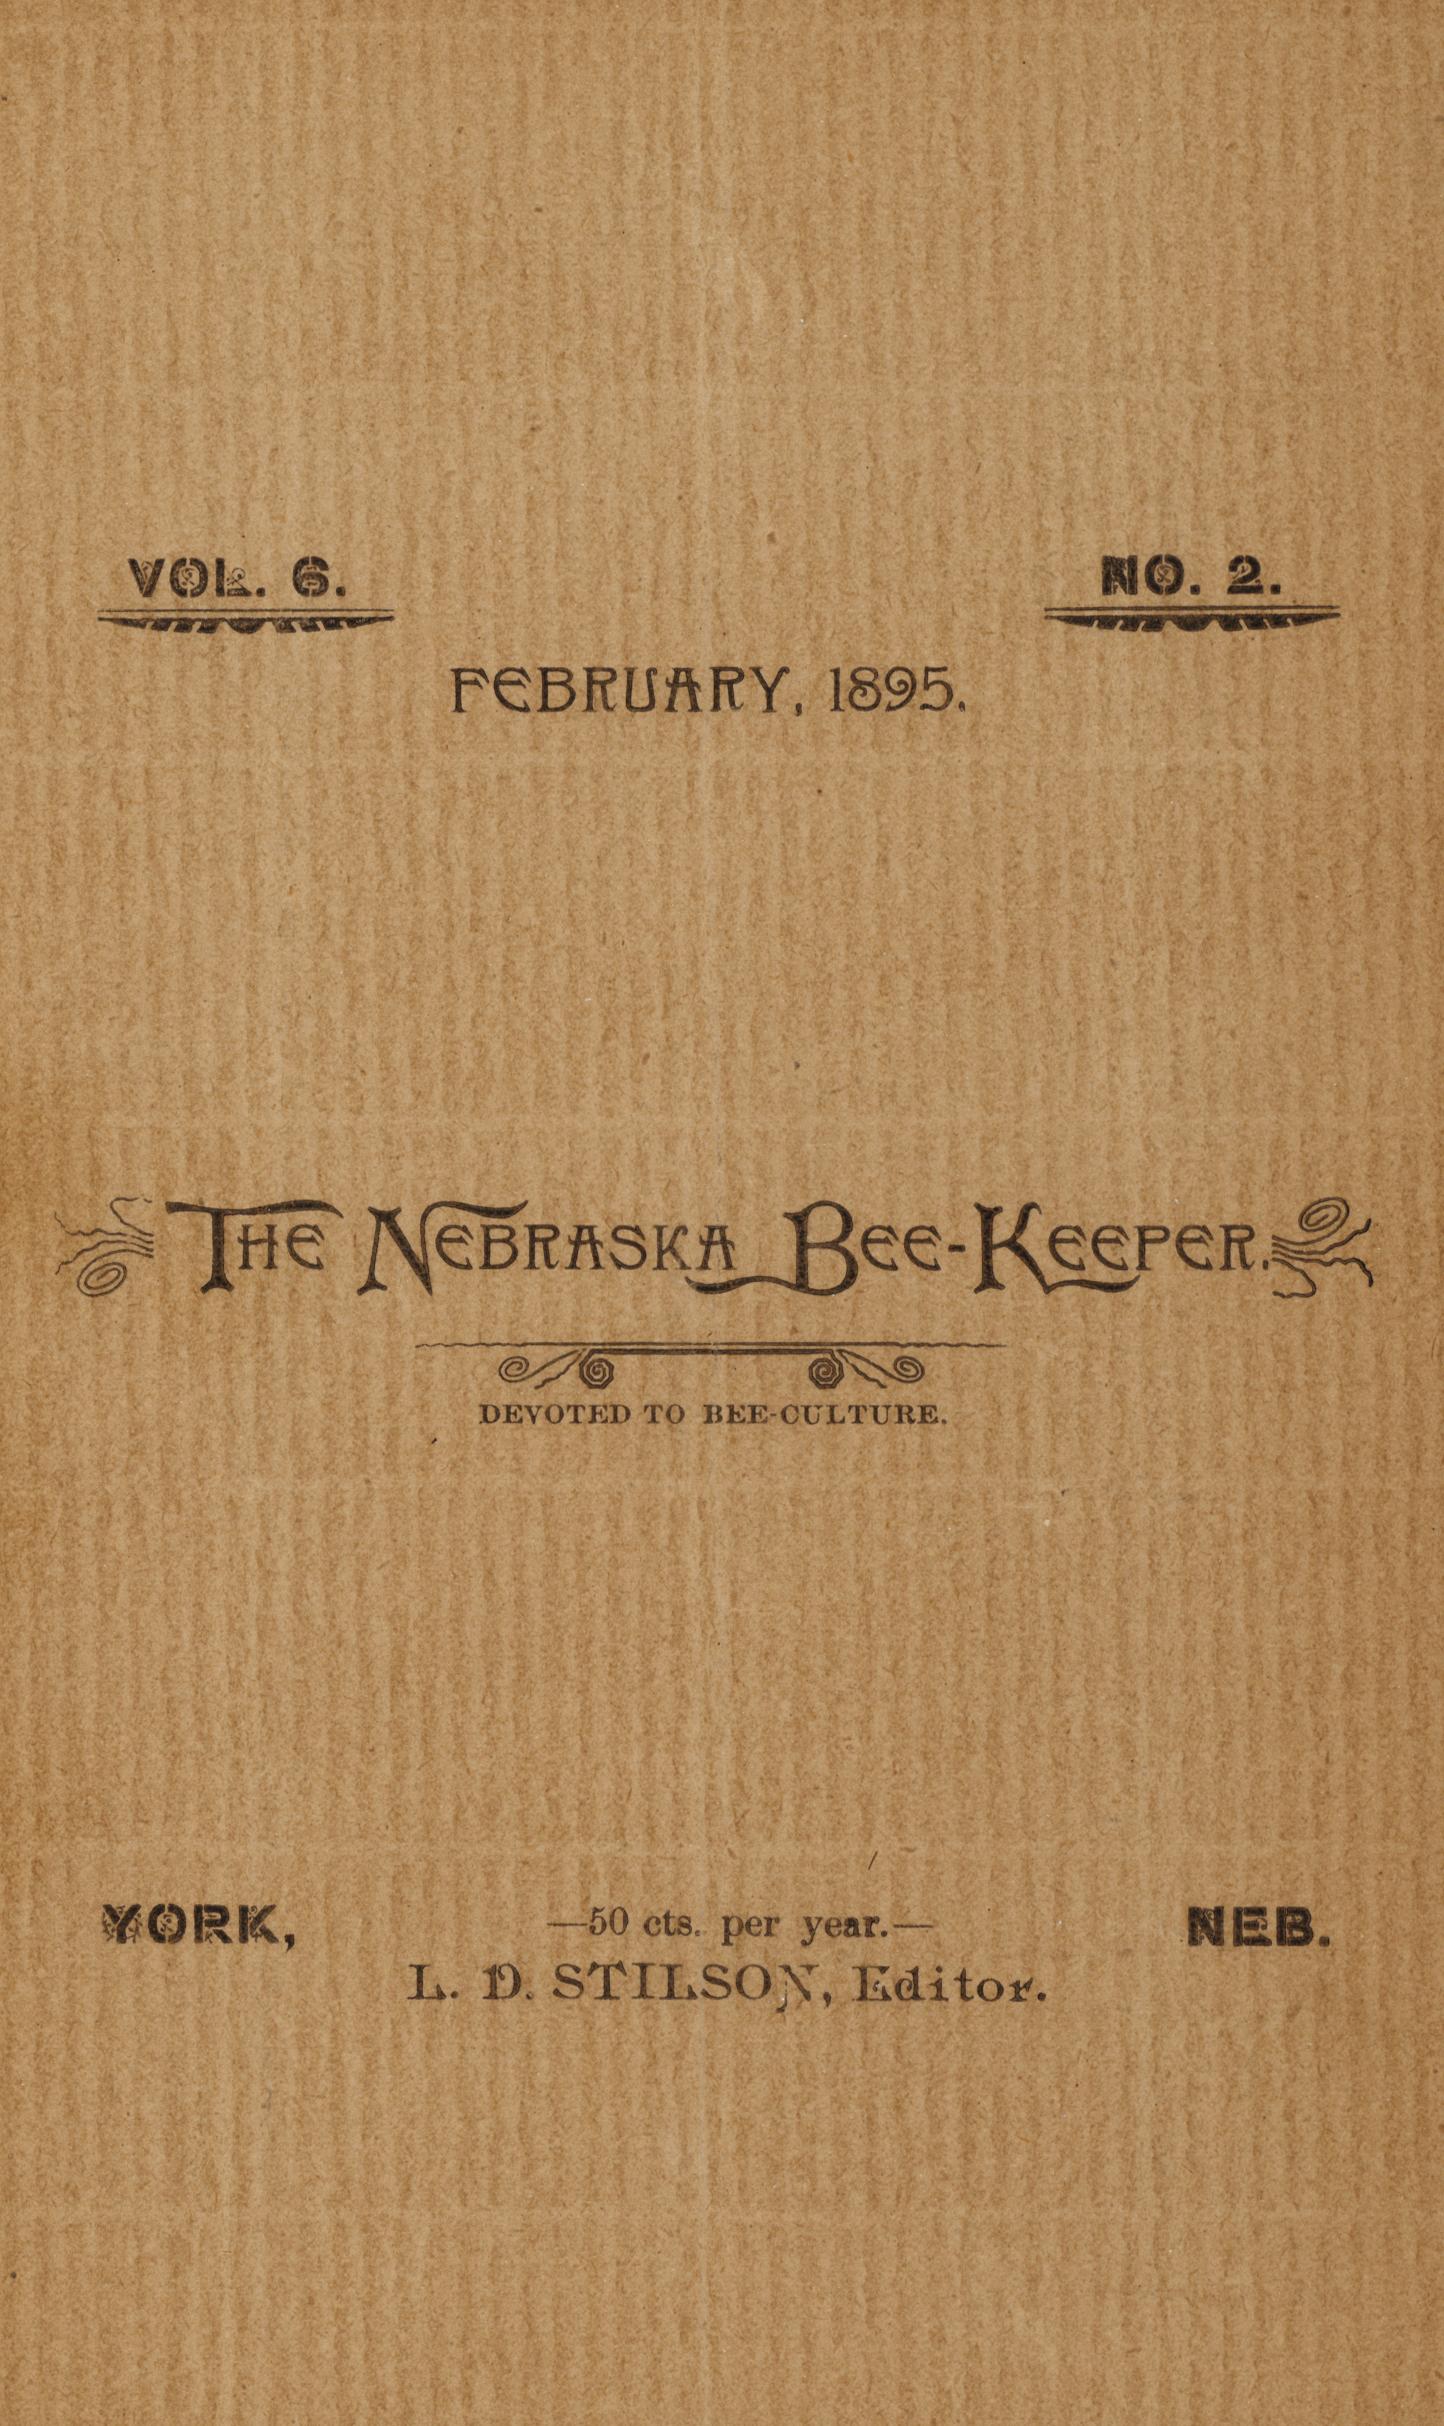 VOL. 6. NO. 2.
FEBRUARY, 1895.
THE NEBRASKA BEE-KEEPER.
DEVOTED TO BEE-CULTURE.
YORK, —50 cts. per year.— NEB.
L. D. STILSON, Editor.